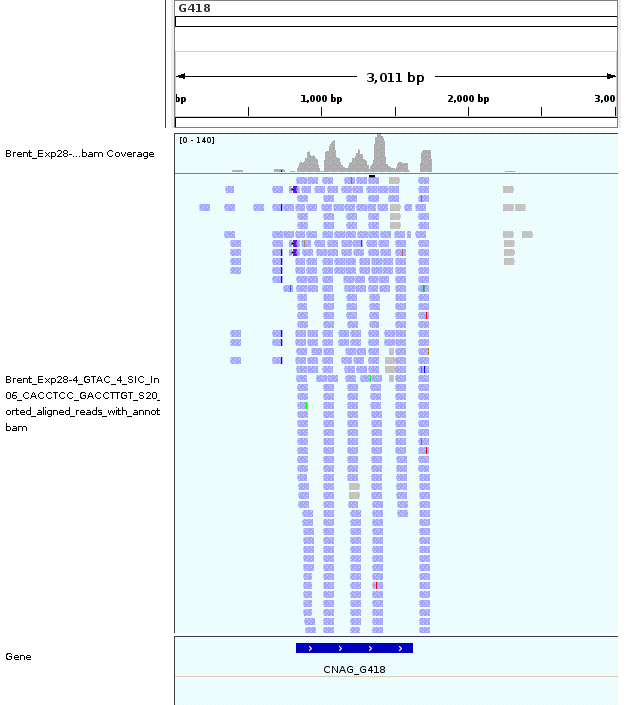 G418
3,011 bp
bp
1,000 bp
2,000 bp
3,00
[0 - 140]
Brent_Exp28-...bam Coverage
Brent_Exp28-4_GTAC_4_SIC_In
06_CACCTCC_GACCTTGT_S20_
orted_aligned_reads_with_annot
bam
Gene
CNAG_G418